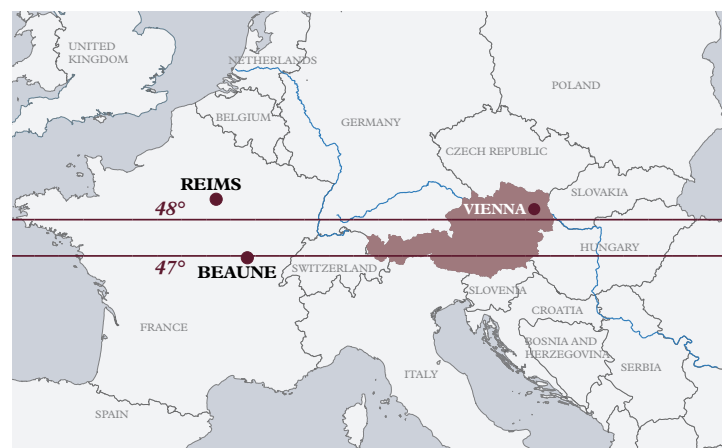 UNITED
KINGDOM
NETHERLANDS
POLAND
BELGIUM
GERMANY
CZECH REPUBLIC
REIMS
SLOVAKIA
48°
VIENNA
HUNGARY
47°
BEAUNE
SWITZERLAND
SLOVENIA
CROATIA
FRANCE
BOSNIA AND
HERZEGOVINA
SERBIA
ITALY
SPAIN